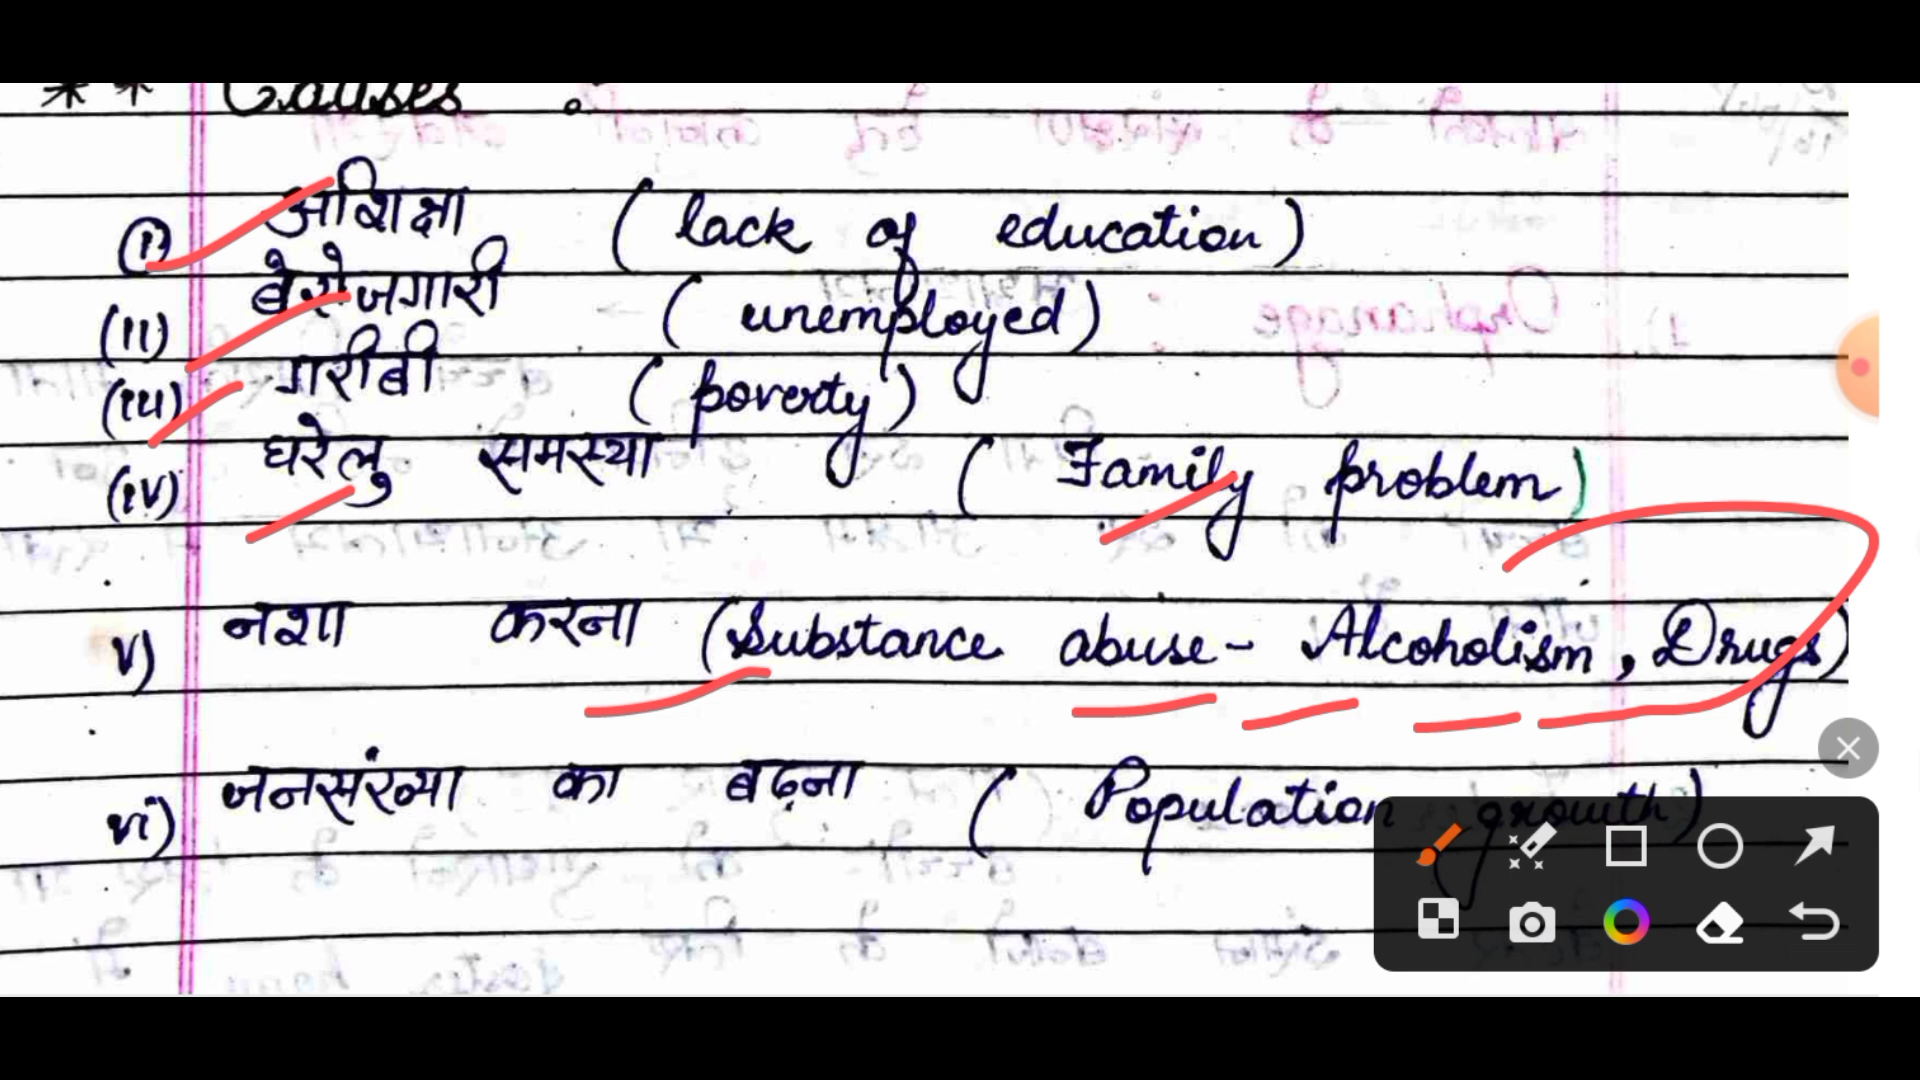 ** Causes :
(i) अशिक्षा (lack of education)
(ii) बेरोजगारी (unemployed)
(iii) गरीबी (poverty)
(iv) घरेलु समस्या (Family problem)
v) नशा करना (Substance abuse- Alcoholism, Drugs)
vi) जनसंख्या का बढ़ना (Population growth)